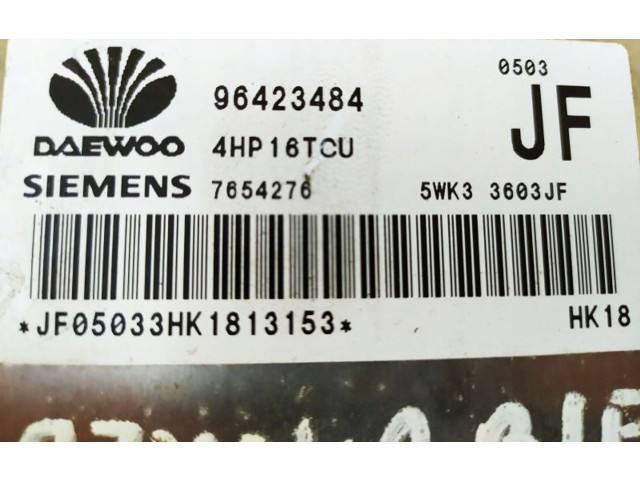 0503
96423484
JF
DAEWOO 4HP16TCU
SIEMENS 7654276 5WK3 3603JF
*JF05033HK1813153* HK18